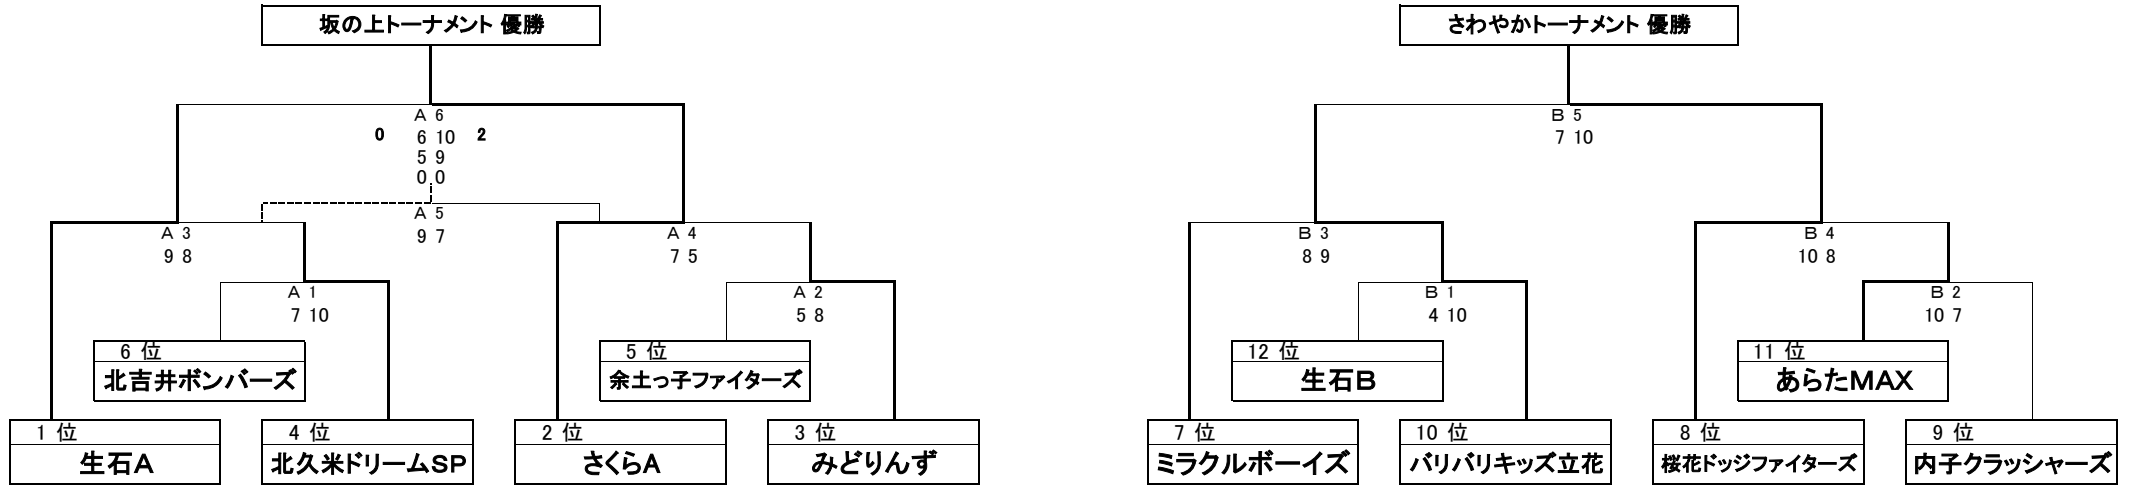 坂の上トーナメント 優勝
さわやかトーナメント 優勝
A 6
0 6 10 2
5 9
0 0
B 5
7 10
A 5
9 7
A 3
9 8
A 4
7 5
B 3
8 9
B 4
10 8
A 1
7 10
A 2
5 8
B 1
4 10
B 2
10 7
6 位
北吉井ボンバーズ
5 位
余土っ子ファイターズ
12 位
生石B
11 位
あらたMAX
1 位
生石A
4 位
北久米ドリームSP
2 位
さくらA
3 位
みどりんず
7 位
ミラクルボーイズ
10 位
バリバリキッズ立花
8 位
桜花ドッジファイターズ
9 位
内子クラッシャーズ